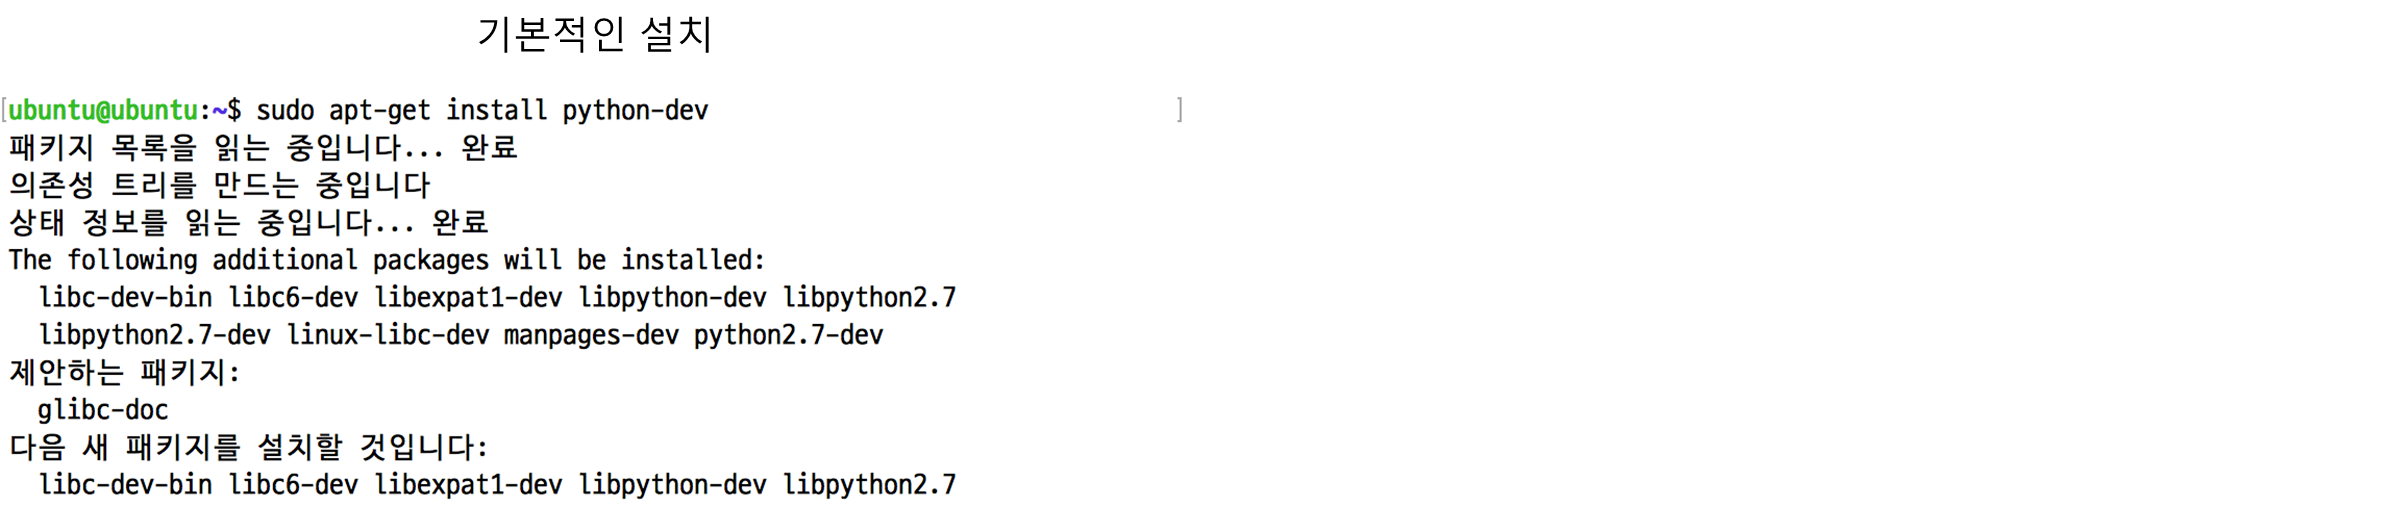 기본적인 설치
[ubuntu@ubuntu:~$ sudo apt-get install python-dev ]
패키지 목록을 읽는 중입니다... 완료
의존성 트리를 만드는 중입니다
상태 정보를 읽는 중입니다... 완료
The following additional packages will be installed:
libc-dev-bin libc6-dev libexpat1-dev libpython-dev libpython2.7
libpython2.7-dev linux-libc-dev manpages-dev python2.7-dev
제안하는 패키지:
glibc-doc
다음 새 패키지를 설치할 것입니다:
libc-dev-bin libc6-dev libexpat1-dev libpython-dev libpython2.7